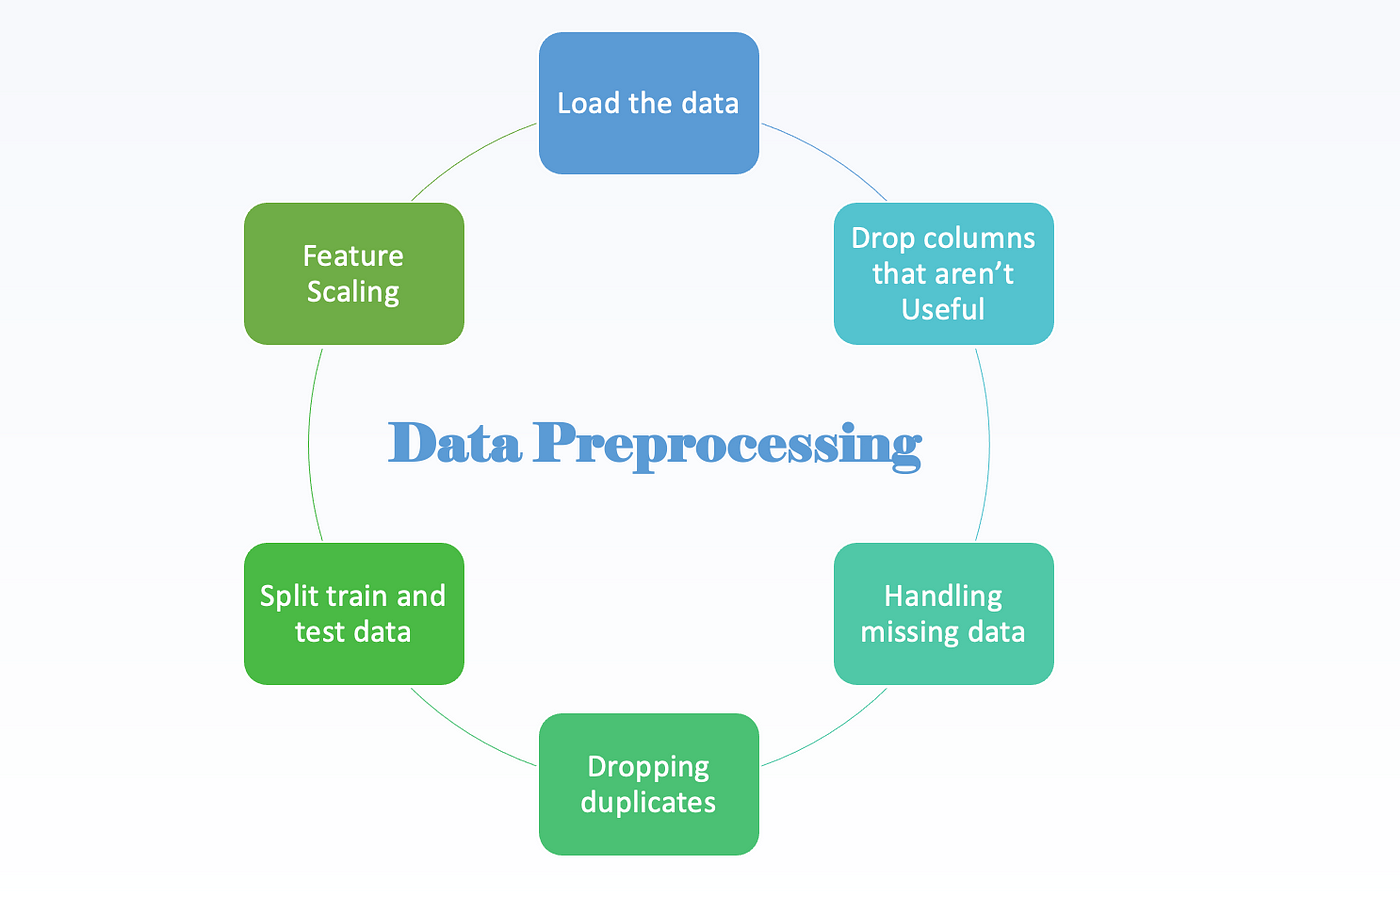 Load the data
Drop columns
that aren’t
Useful
Handling
missing data
Dropping
duplicates
Split train and
test data
Feature
Scaling
Data Preprocessing